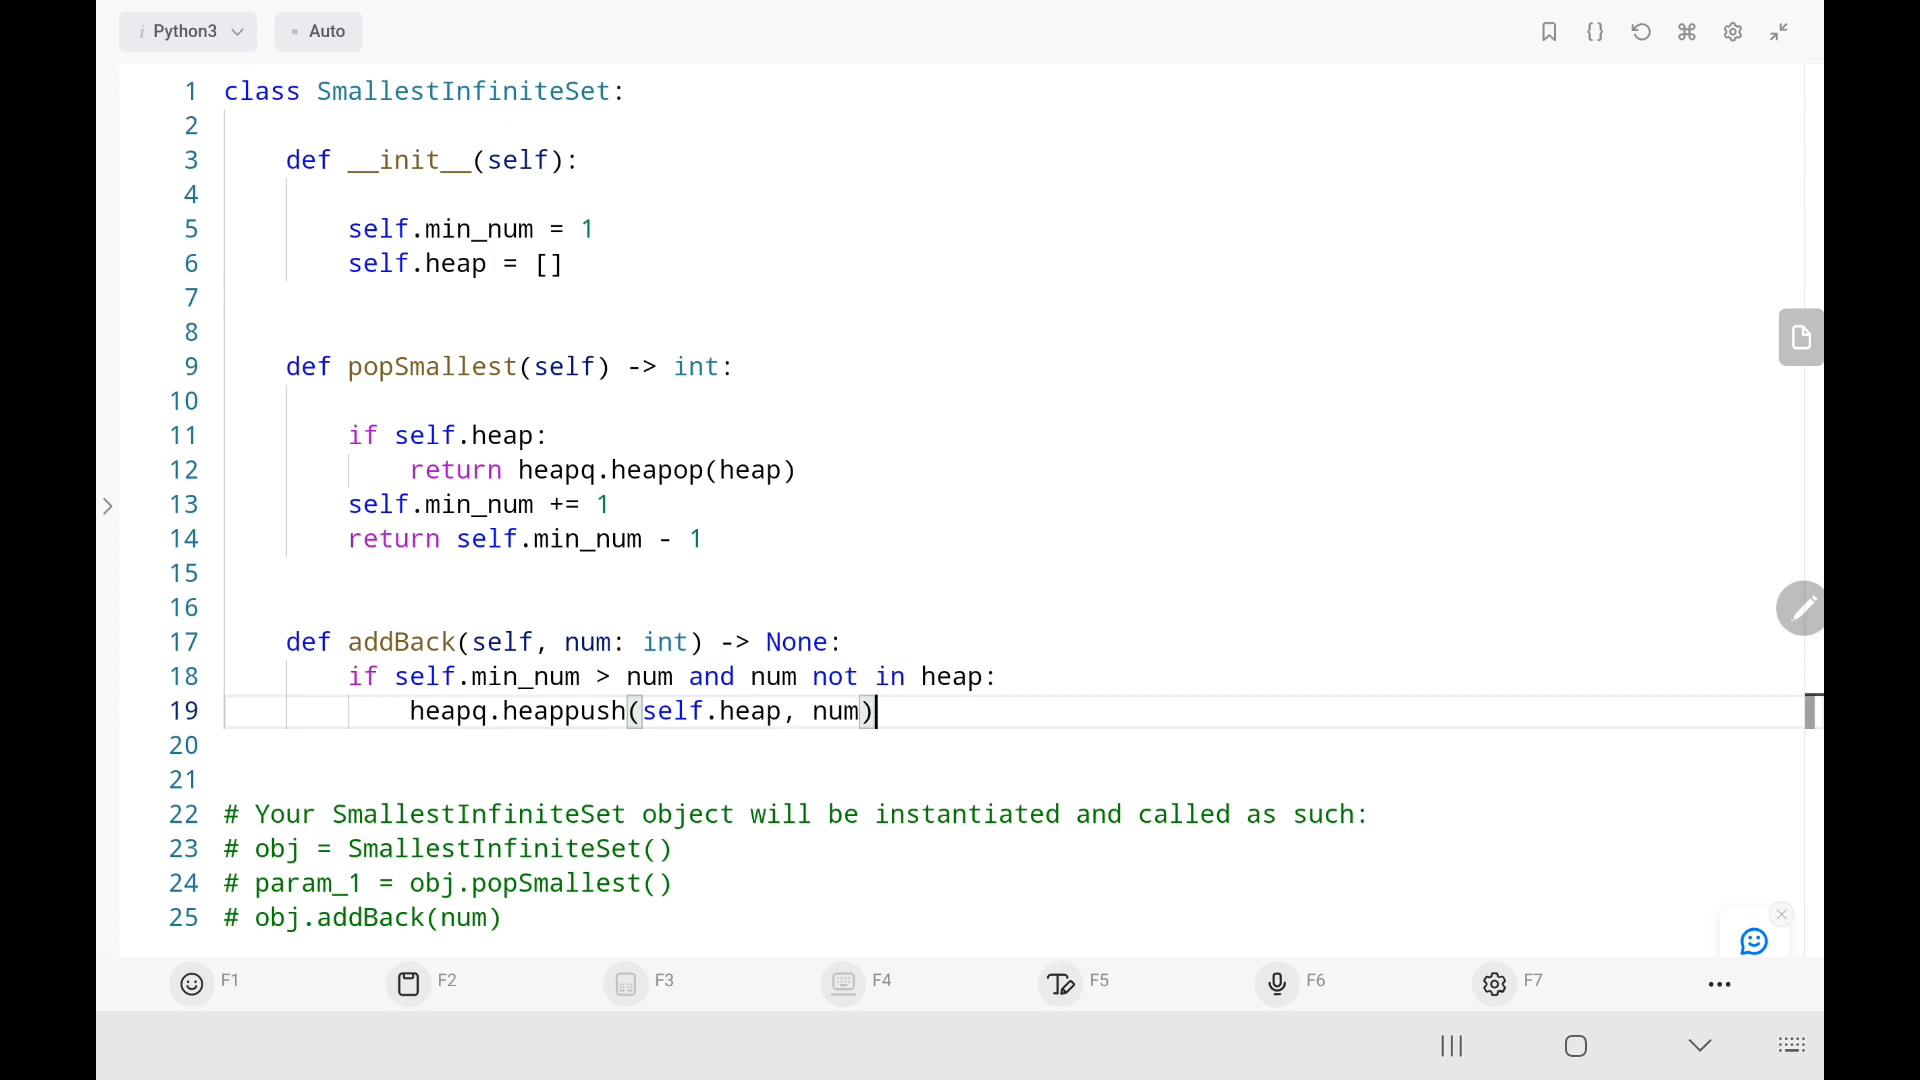 i Python3
Auto
1 class SmallestInfiniteSet:
2
3 def __init__(self):
4
5 self.min_num = 1
6 self.heap = []
7
8
9 def popSmallest(self) -> int:
10
11 if self.heap:
12 return heapq.heapop(heap)
13 self.min_num += 1
14 return self.min_num - 1
15
16
17 def addBack(self, num: int) -> None:
18 if self.min_num > num and num not in heap:
19 heapq.heappush(self.heap, num)
20
21
22 # Your SmallestInfiniteSet object will be instantiated and called as such:
23 # obj = SmallestInfiniteSet()
24 # param_1 = obj.popSmallest()
25 # obj.addBack(num)
F1 F2 F3 F4 F5 F6 F7